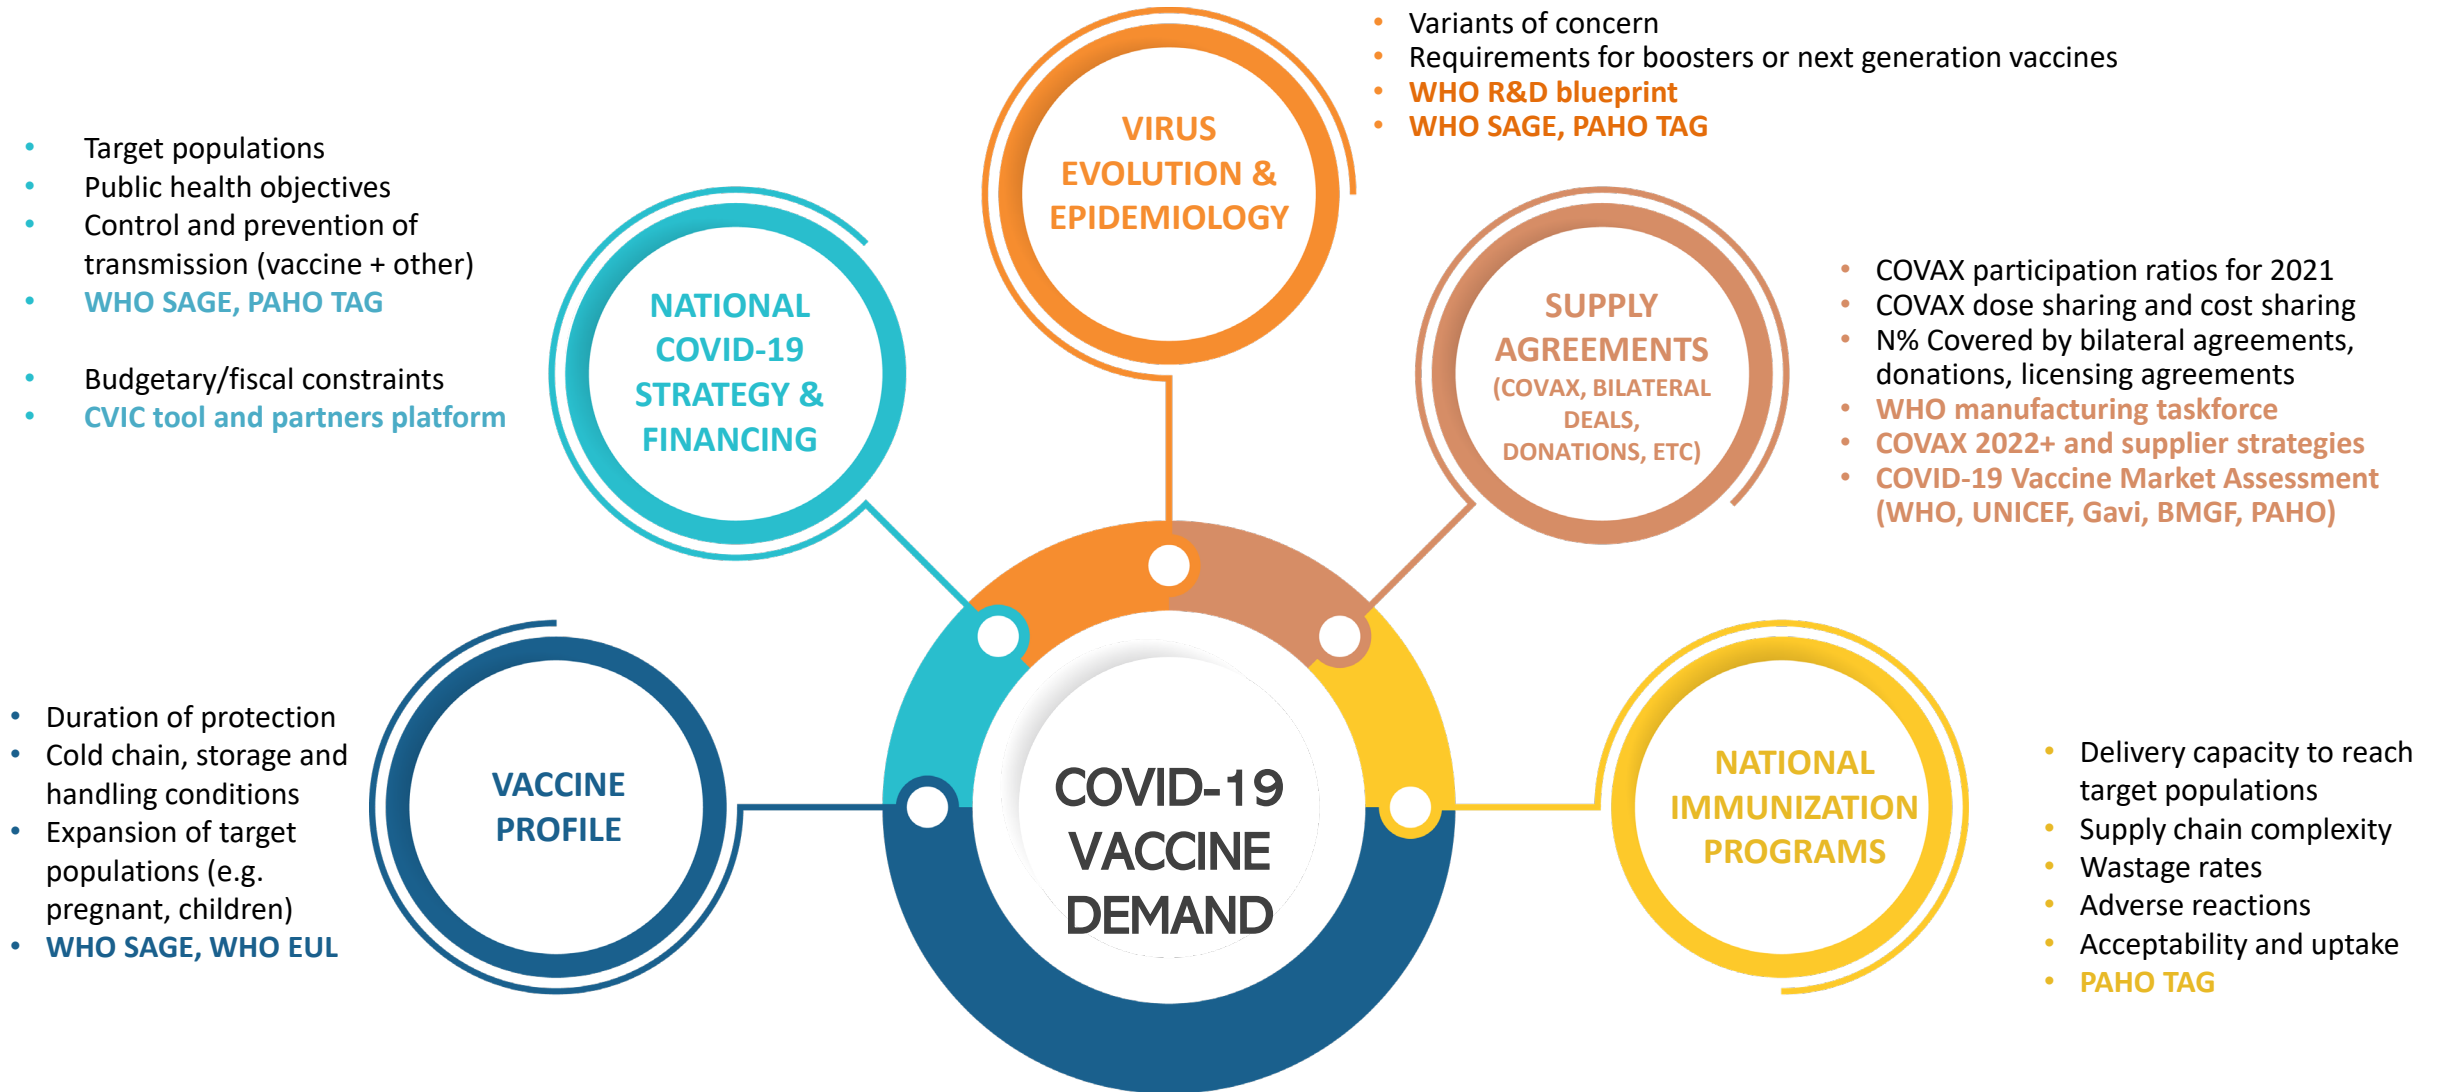 • Variants of concern
• Requirements for boosters or next generation vaccines
• WHO R&D blueprint
• WHO SAGE, PAHO TAG
VIRUS
EVOLUTION &
EPIDEMIOLOGY
• Target populations
• Public health objectives
• Control and prevention of
transmission (vaccine + other)
• WHO SAGE, PAHO TAG
• Budgetary/fiscal constraints
• CVIC tool and partners platform
NATIONAL
COVID-19
STRATEGY &
FINANCING
SUPPLY
AGREEMENTS
(COVAX, BILATERAL
DEALS,
DONATIONS, ETC)
• COVAX participation ratios for 2021
• COVAX dose sharing and cost sharing
• N% Covered by bilateral agreements,
donations, licensing agreements
• WHO manufacturing taskforce
• COVAX 2022+ and supplier strategies
• COVID-19 Vaccine Market Assessment
(WHO, UNICEF, Gavi, BMGF, PAHO)
• Duration of protection
• Cold chain, storage and
handling conditions
• Expansion of target
populations (e.g.
pregnant, children)
• WHO SAGE, WHO EUL
VACCINE
PROFILE
COVID-19
VACCINE
DEMAND
NATIONAL
IMMUNIZATION
PROGRAMS
• Delivery capacity to reach
target populations
• Supply chain complexity
• Wastage rates
• Adverse reactions
• Acceptability and uptake
• PAHO TAG